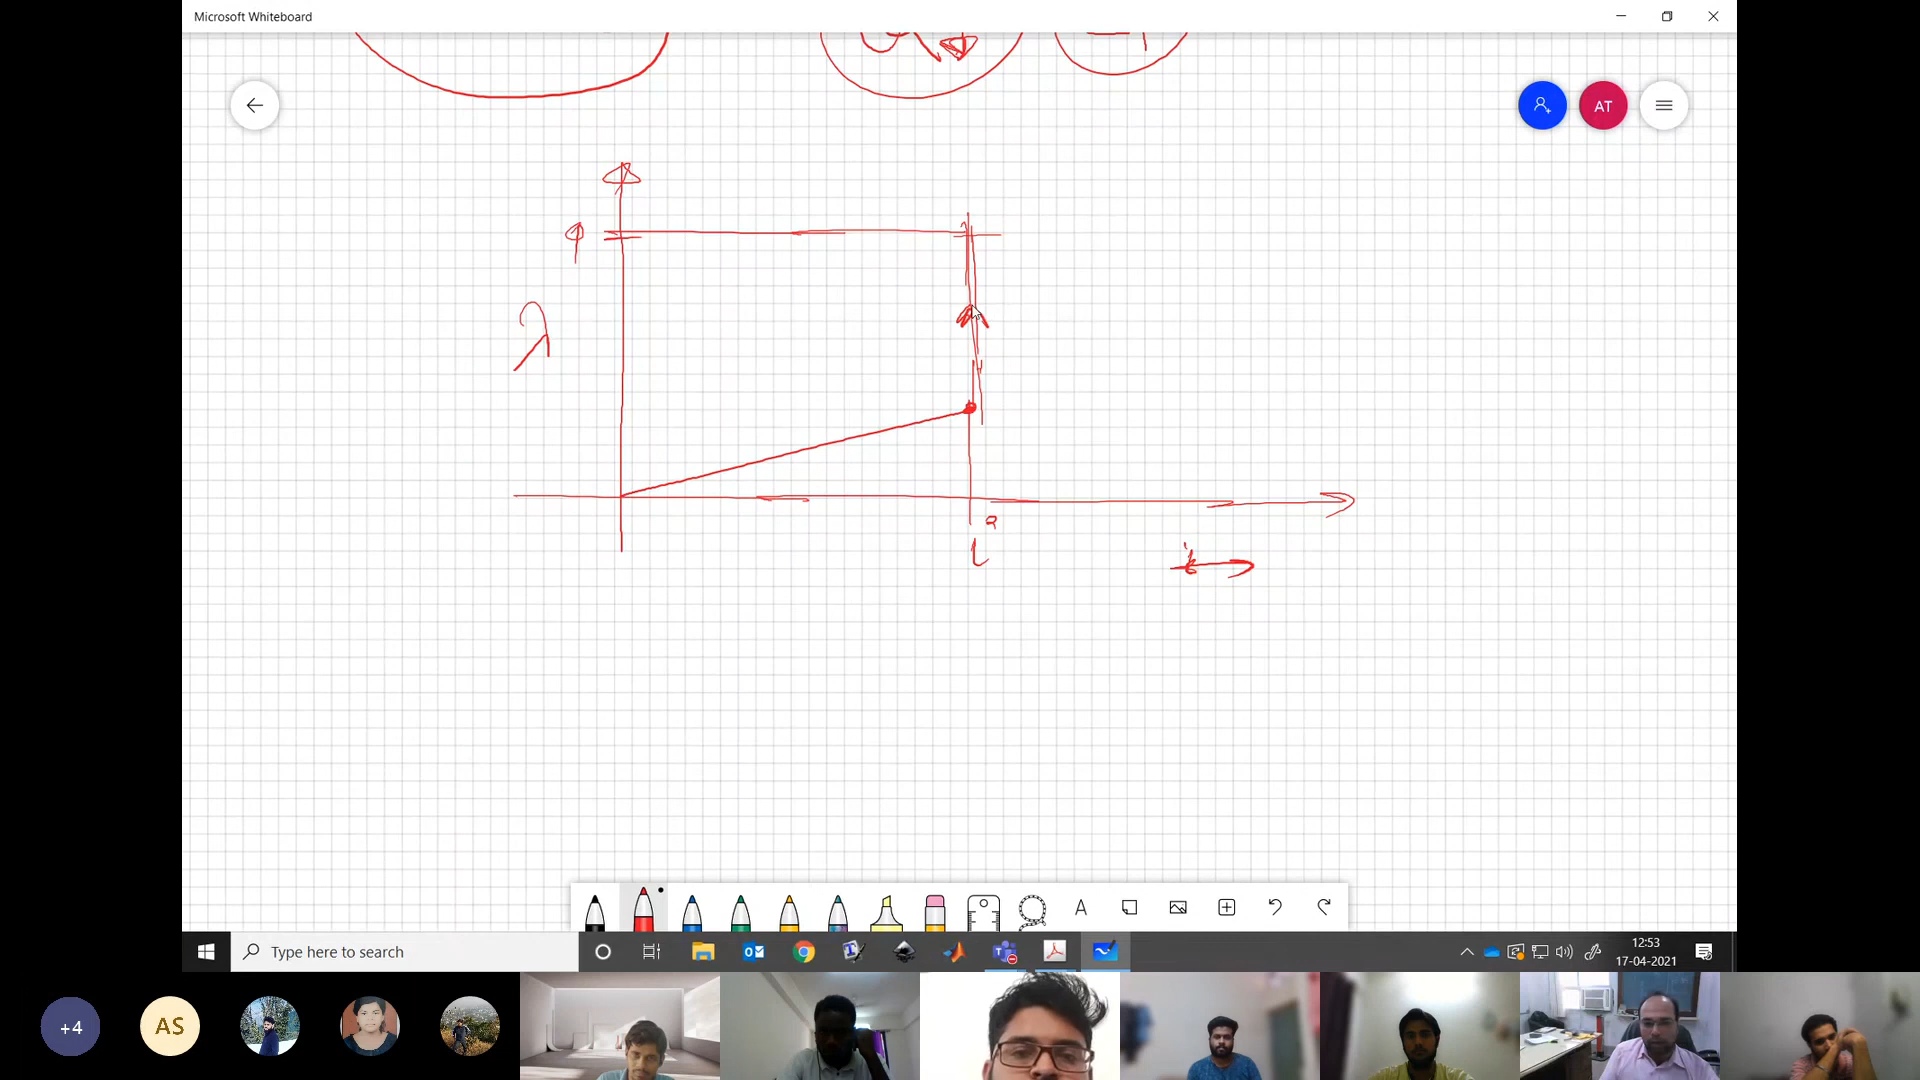 Microsoft Whiteboard
AT
φ
λ
a
i
A
Type here to search
12:53
17-04-2021
+4
AS